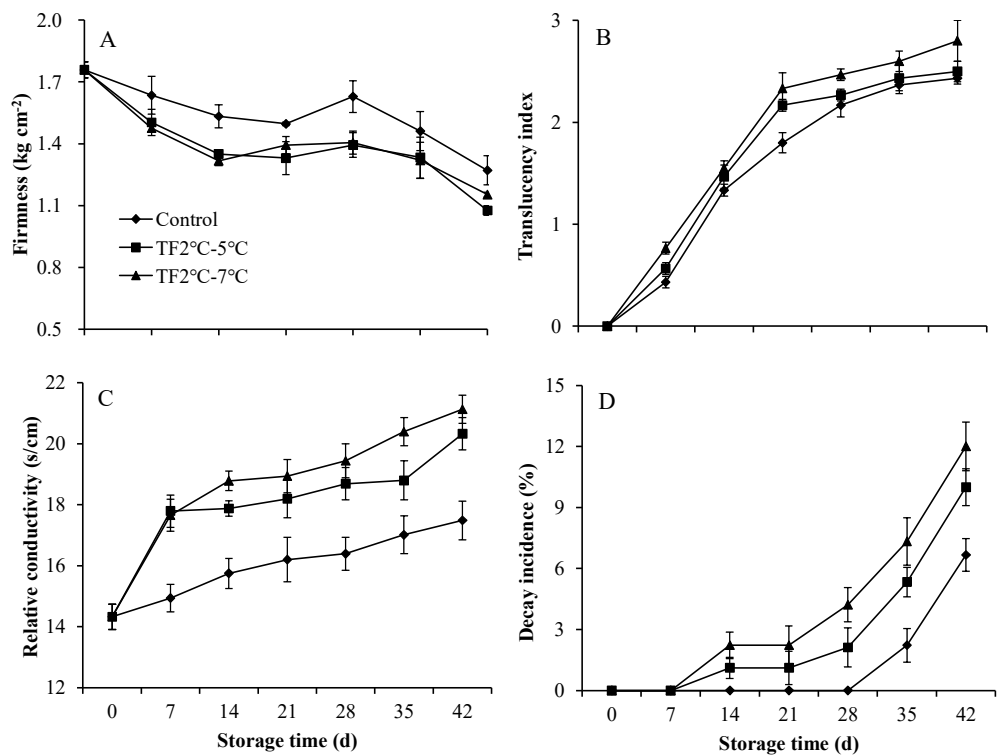 A
Firmness (kg cm-2)
2.0
1.7
1.4
1.1
0.8
0.5
Control
TF2°C-5°C
TF2°C-7°C
B
Translucency index
3
2
1
0
C
Relative conductivity (s/cm)
22
20
18
16
14
12
0 7 14 21 28 35 42
Storage time (d)
D
Decay incidence (%)
15
12
9
6
3
0
0 7 14 21 28 35 42
Storage time (d)